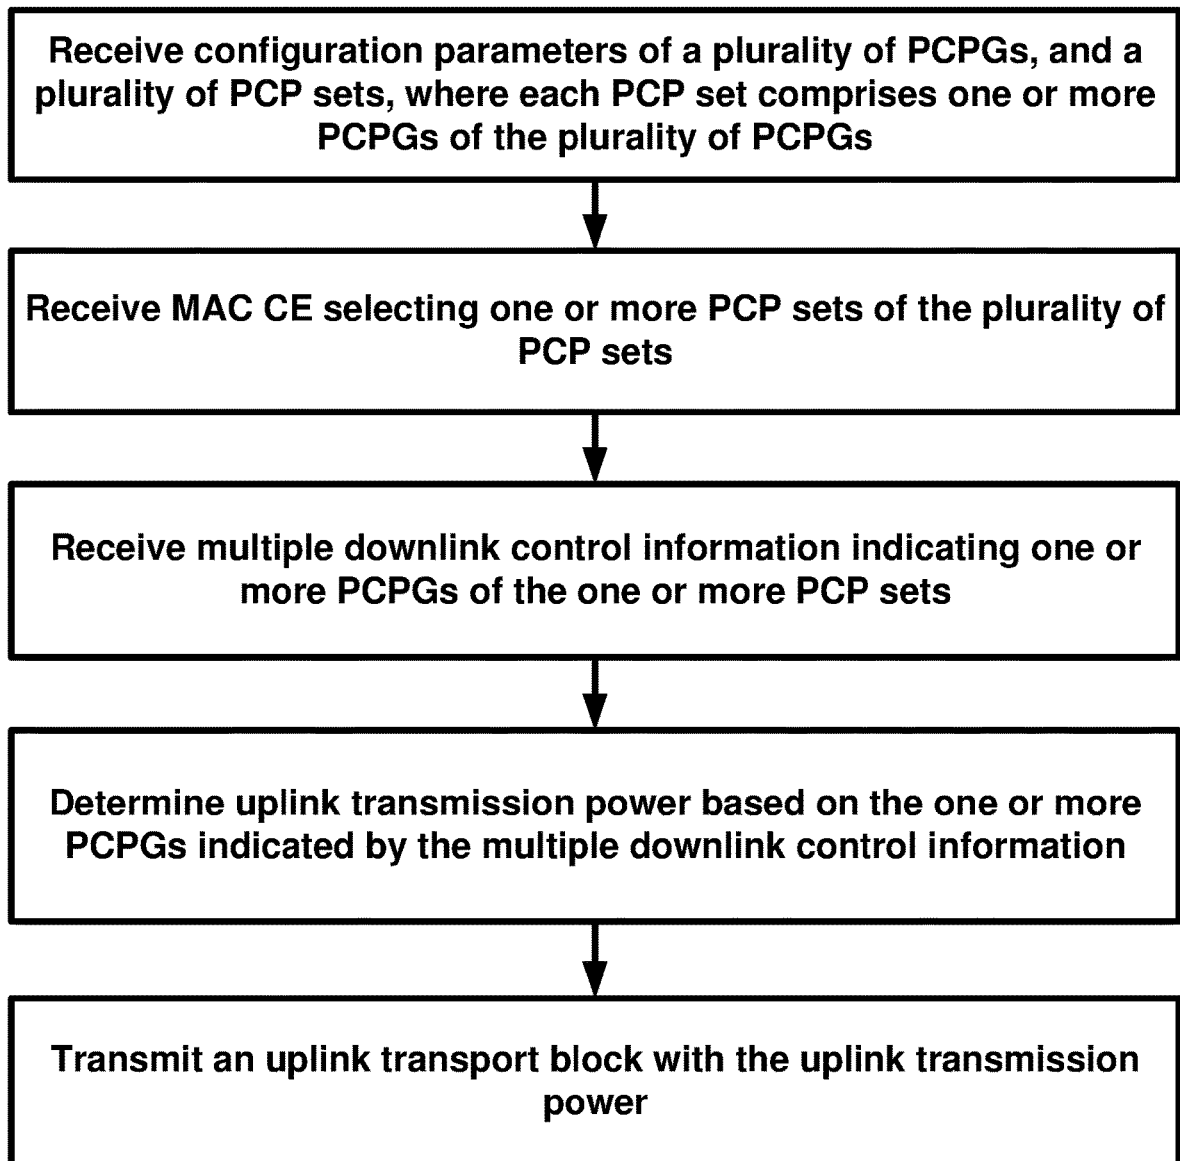 Receive configuration parameters of a plurality of PCPGs, and a
plurality of PCP sets, where each PCP set comprises one or more
PCPGs of the plurality of PCPGs
Receive MAC CE selecting one or more PCP sets of the plurality of
PCP sets
Receive multiple downlink control information indicating one or
more PCPGs of the one or more PCP sets
Determine uplink transmission power based on the one or more
PCPGs indicated by the multiple downlink control information
Transmit an uplink transport block with the uplink transmission
power